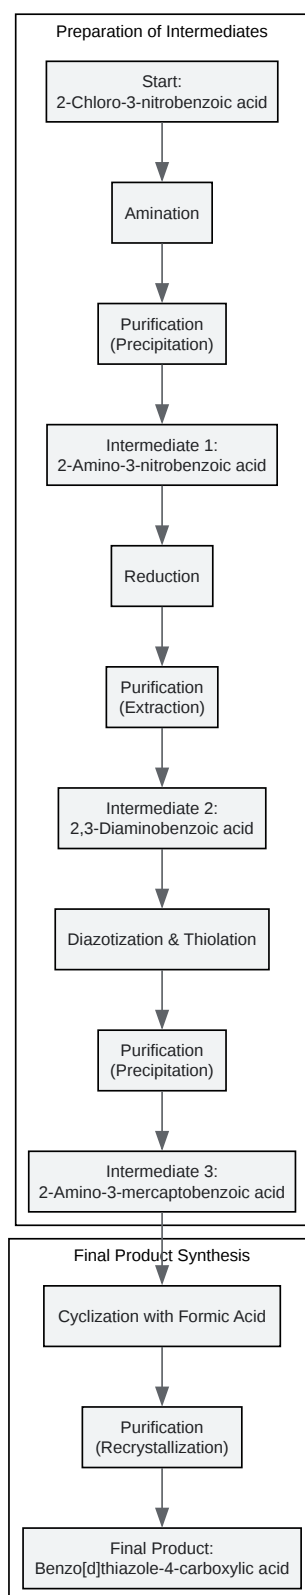 Preparation of Intermediates
Start:
2-Chloro-3-nitrobenzoic acid
Amination
Purification
(Precipitation)
Intermediate 1:
2-Amino-3-nitrobenzoic acid
Reduction
Purification
(Extraction)
Intermediate 2:
2,3-Diaminobenzoic acid
Diazotization & Thiolation
Purification
(Precipitation)
Intermediate 3:
2-Amino-3-mercaptobenzoic acid
Final Product Synthesis
Cyclization with Formic Acid
Purification
(Recrystallization)
Final Product:
Benzo[d]thiazole-4-carboxylic acid